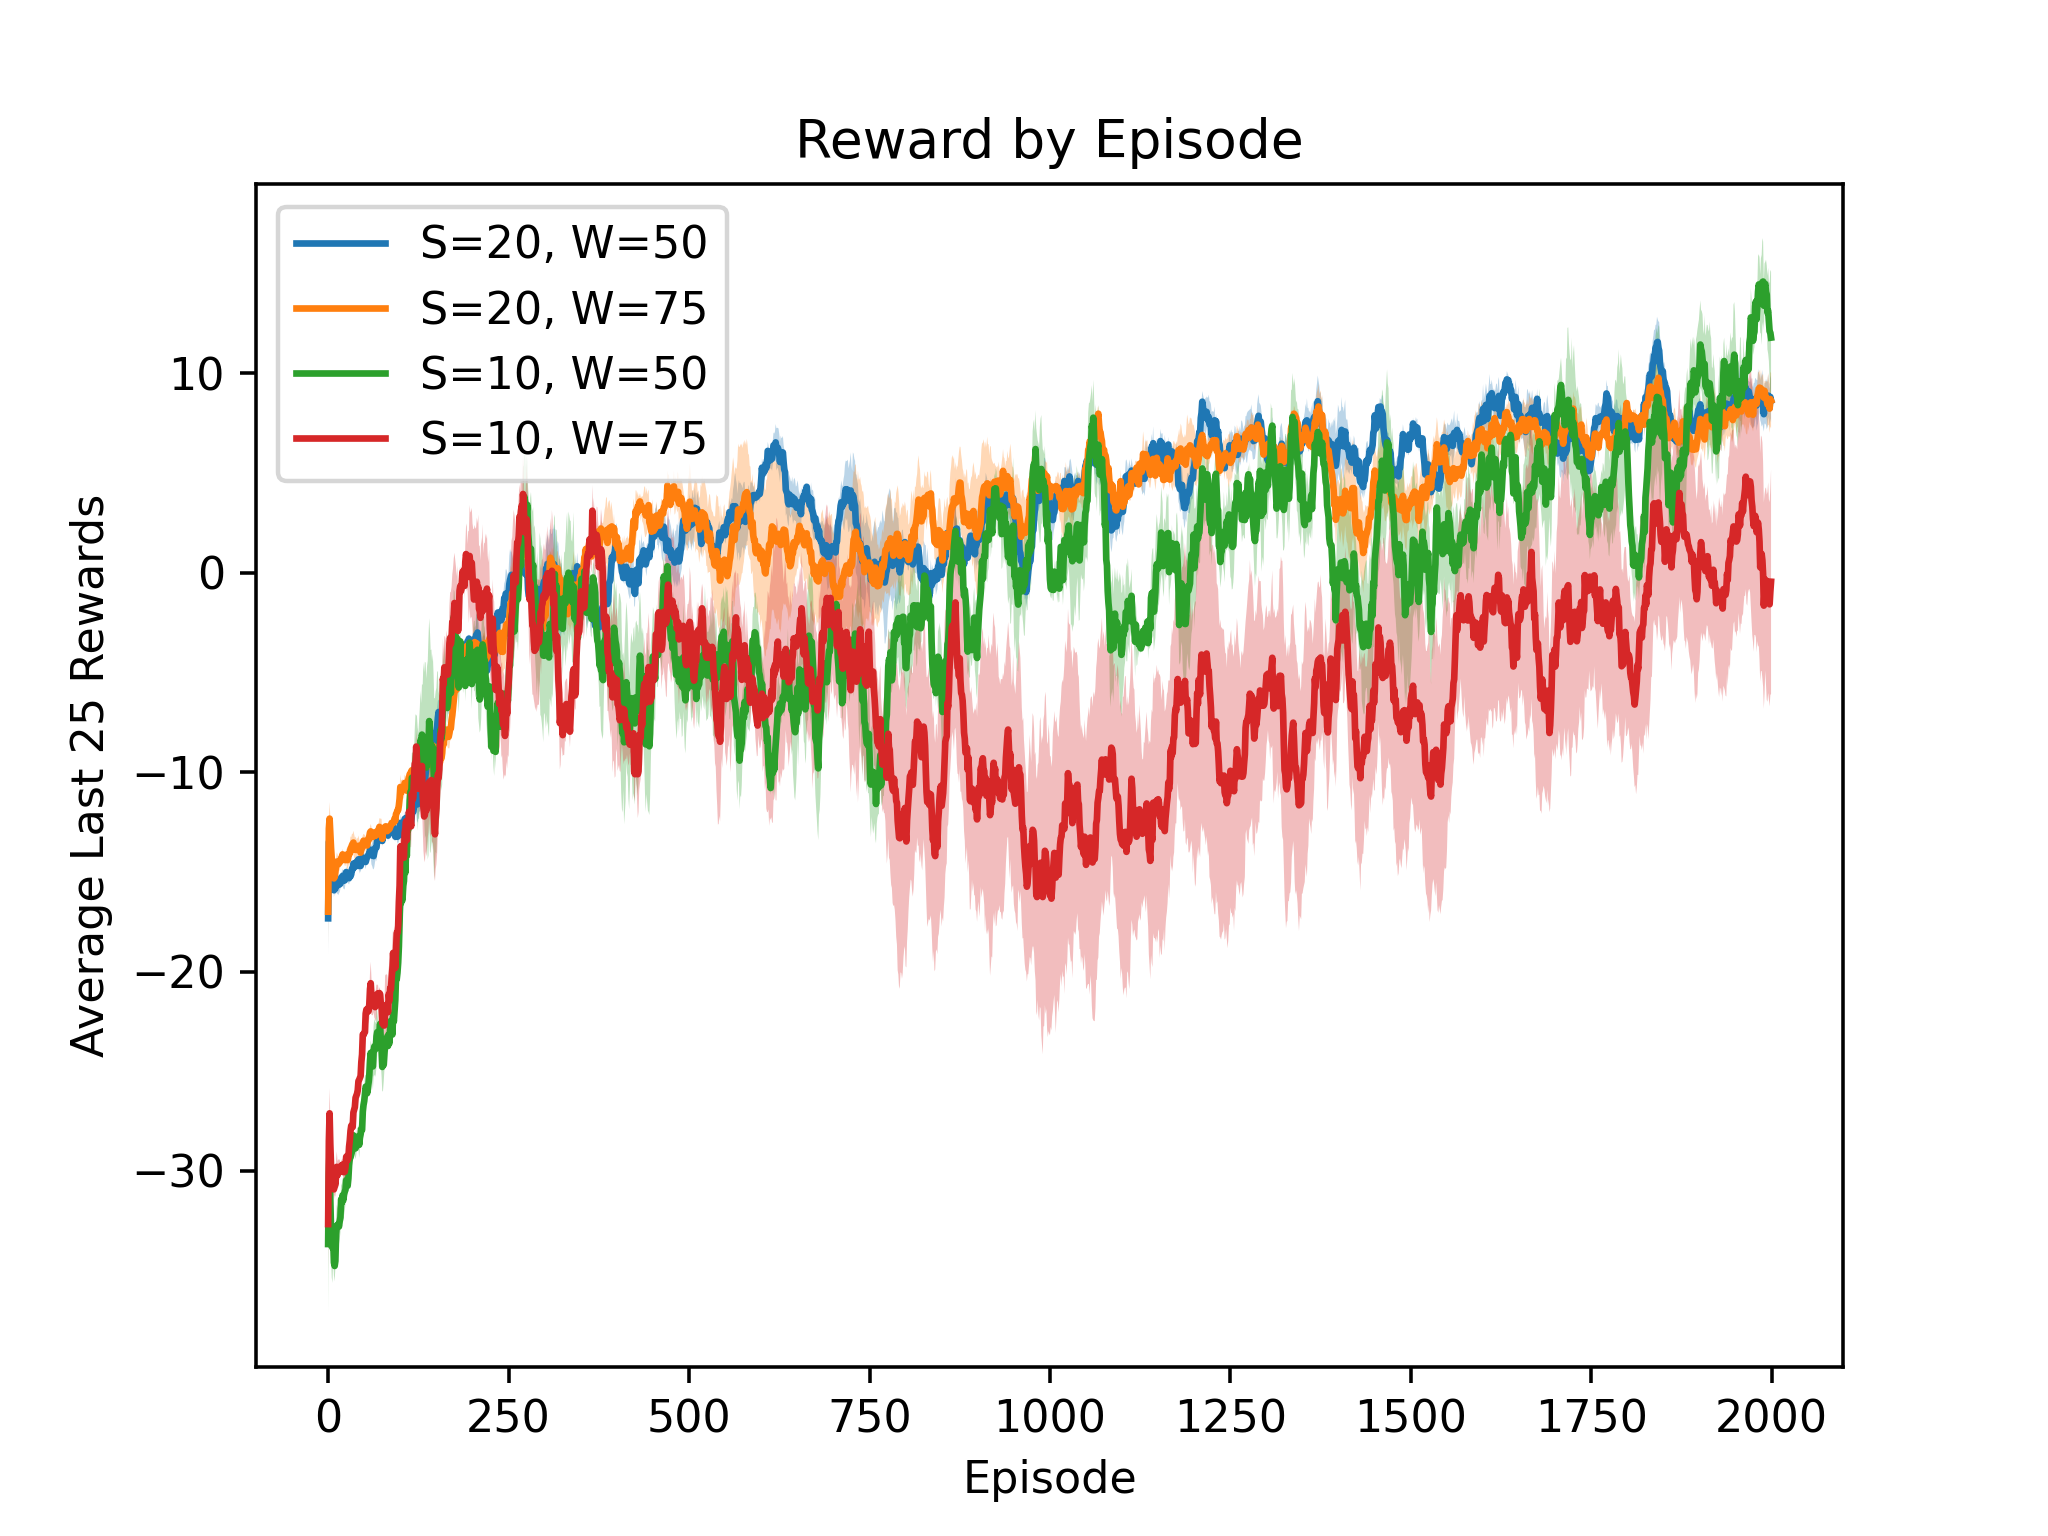 Reward by Episode
S=20, W=50
S=20, W=75
S=10, W=50
S=10, W=75
10
0
−10
−20
−30
Average Last 25 Rewards
0 250 500 750 1000 1250 1500 1750 2000
Episode